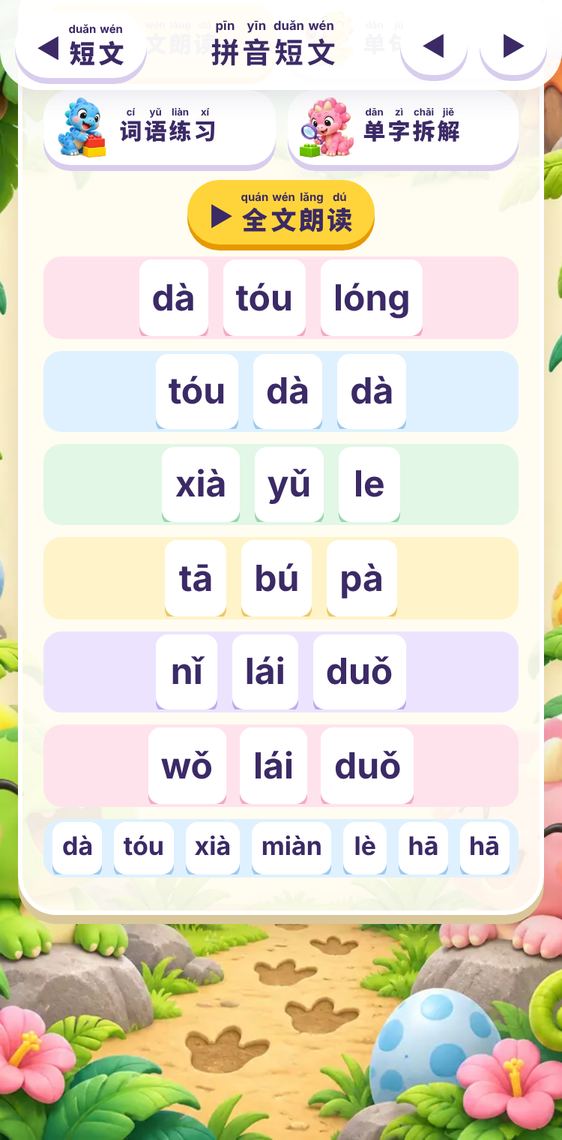 duǎn wén
短文
pīn yīn duǎn wén
拼音短文
cí yǔ liàn xí
词语练习
dān zì chāi jiě
单字拆解
quán wén lǎng dú
全文朗读
dà tóu lóng
tóu dà dà
xià yǔ le
tā bú pà
nǐ lái duǒ
wǒ lái duǒ
dà tóu xià miàn lè hā hā